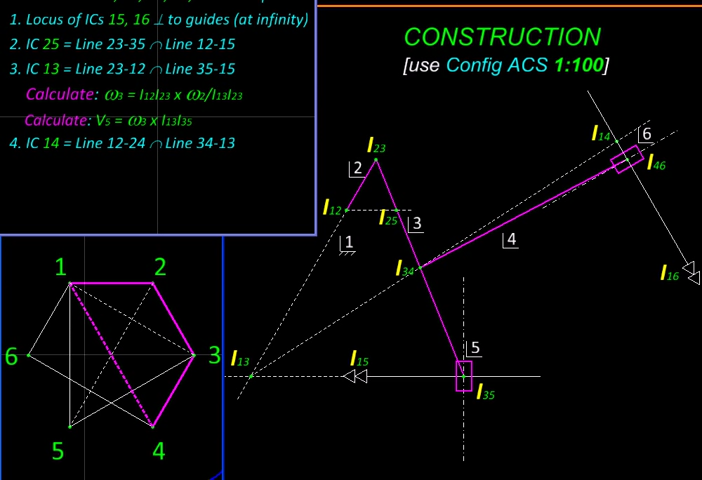 1. Locus of ICs 15, 16 ⊥ to guides (at infinity)
2. IC 25 = Line 23-35 ∩ Line 12-15
3. IC 13 = Line 23-12 ∩ Line 35-15
Calculate: ω3 = I12I23 x ω2/I13I23
Calculate: V5 = ω3 x I13I35
4. IC 14 = Line 12-24 ∩ Line 34-13
CONSTRUCTION
[use Config ACS 1:100]
I23
2
I12
I25
3
1
I34
4
I14
6
I46
I16
I13
I15
5
I35
1
2
6
3
5
4